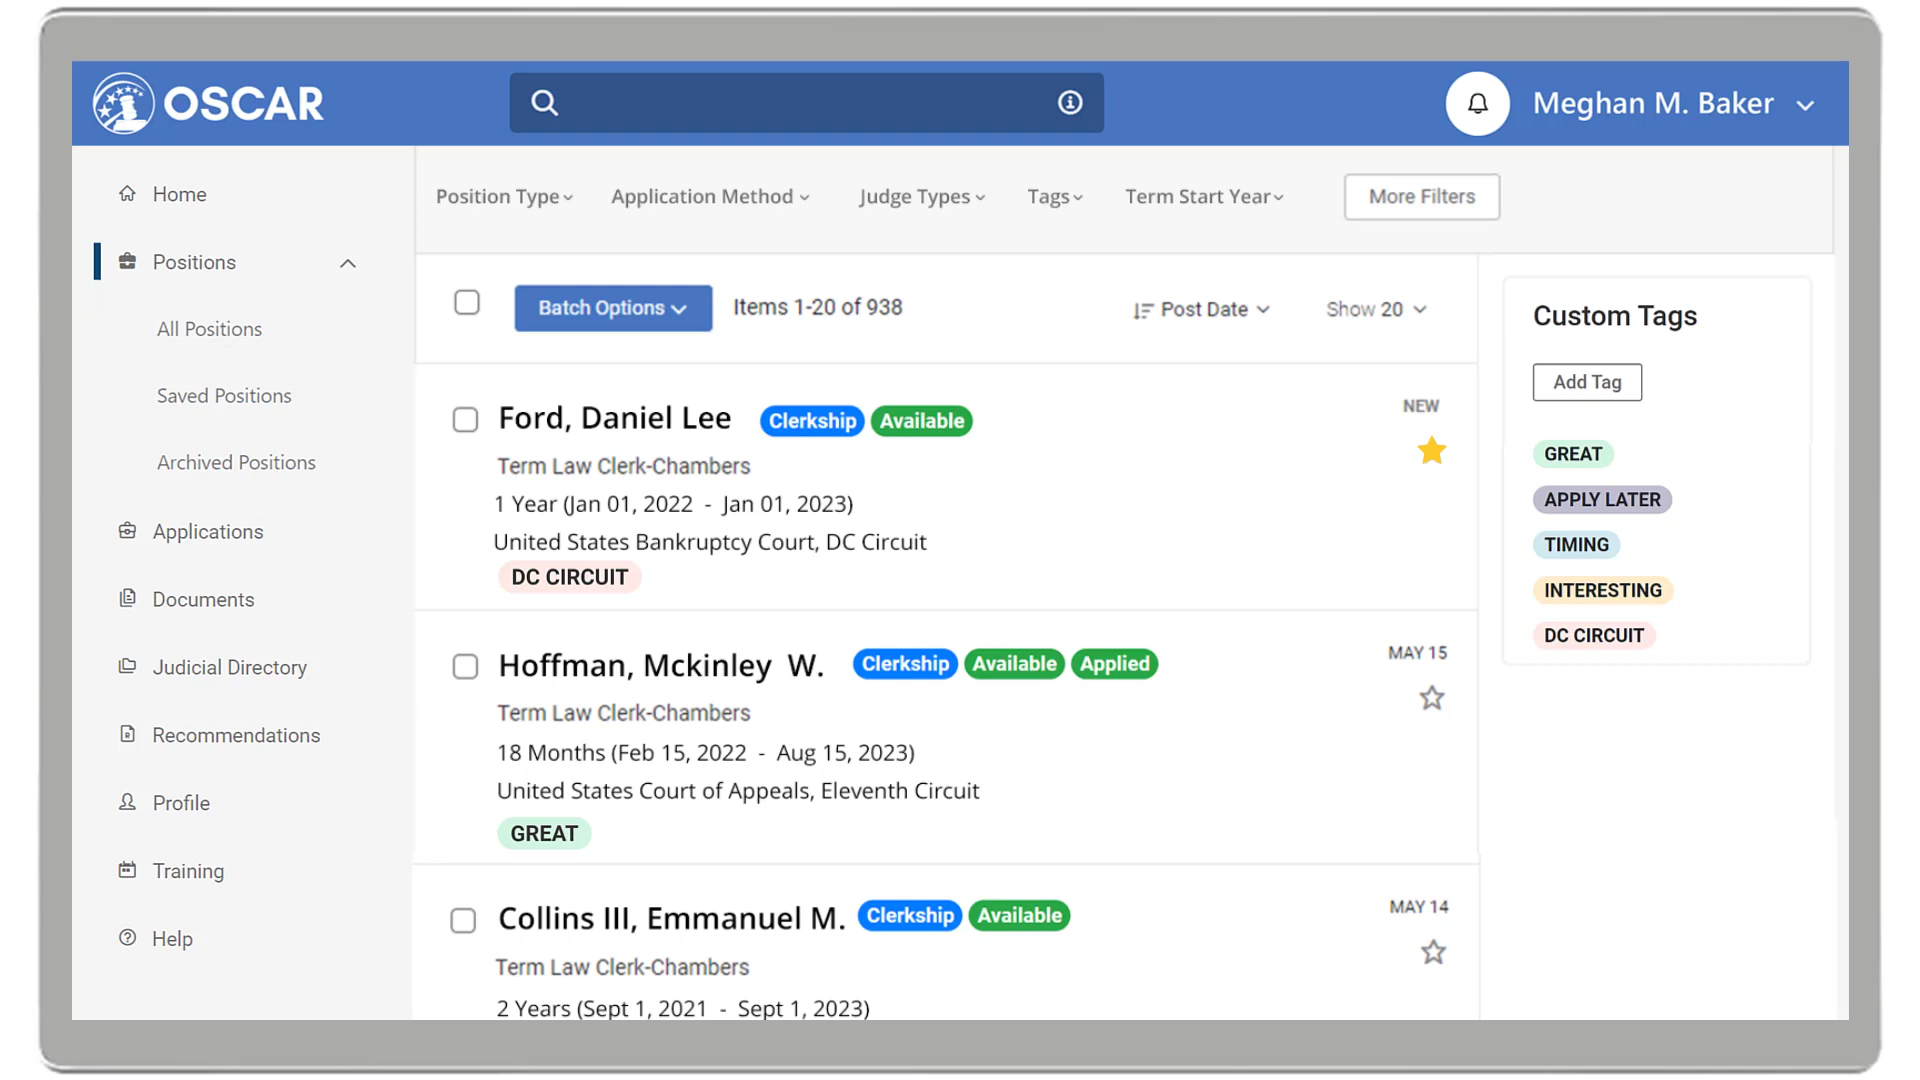 OSCAR
Meghan M. Baker
Home
Positions
All Positions
Saved Positions
Archived Positions
Applications
Documents
Judicial Directory
Recommendations
Profile
Training
Help
Position Type Application Method Judge Types Tags Term Start Year More Filters
Batch Options Items 1-20 of 938 Post Date Show 20
Ford, Daniel Lee Clerkship Available NEW
Term Law Clerk-Chambers
1 Year (Jan 01, 2022 - Jan 01, 2023)
United States Bankruptcy Court, DC Circuit
DC CIRCUIT
Hoffman, Mckinley W. Clerkship Available Applied MAY 15
Term Law Clerk-Chambers
18 Months (Feb 15, 2022 - Aug 15, 2023)
United States Court of Appeals, Eleventh Circuit
GREAT
Collins III, Emmanuel M. Clerkship Available MAY 14
Term Law Clerk-Chambers
2 Years (Sept 1, 2021 - Sept 1, 2023)
Custom Tags
Add Tag
GREAT
APPLY LATER
TIMING
INTERESTING
DC CIRCUIT